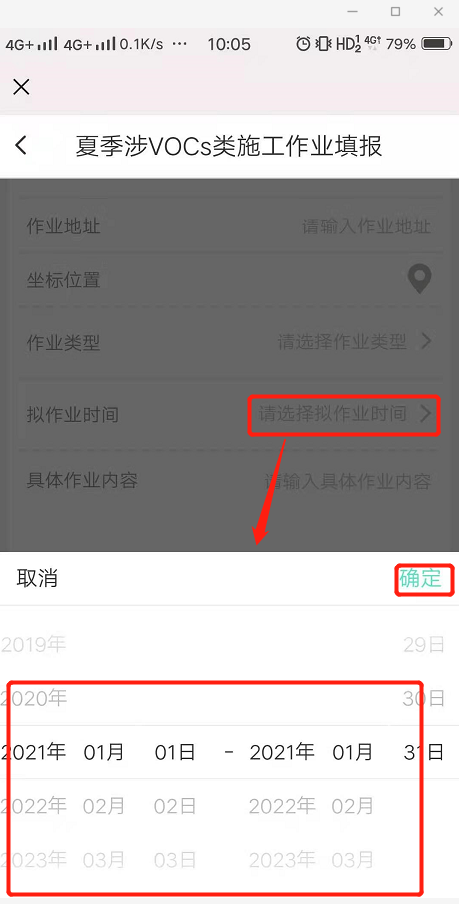 4G+ 4G+ 0.1K/s ··· 10:05 HD 1 2 4G 79%
夏季涉VOCs类施工作业填报
作业地址 请输入作业地址
坐标位置
作业类型 请选择作业类型
拟作业时间 请选择拟作业时间
具体作业内容 请输入具体作业内容
取消 确定
2019年 29日
2020年 30日
2021年 01月 01日 - 2021年 01月 31日
2022年 02月 02日 2022年 02月
2023年 03月 03日 2023年 03月